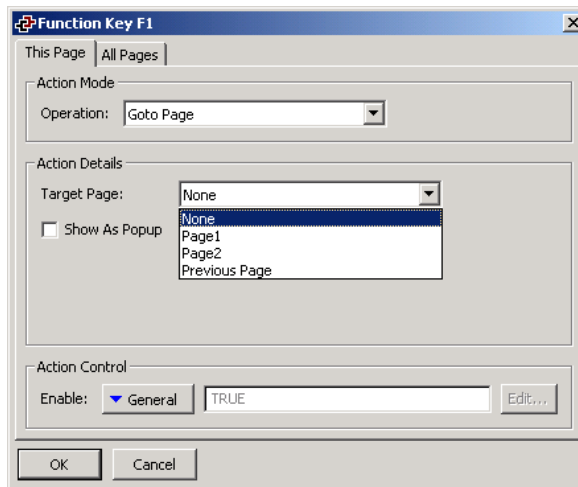 Function Key F1
This Page All Pages
Action Mode
Operation: Goto Page
Action Details
Target Page: None
None
Show As Popup
Page1
Page2
Previous Page
Action Control
Enable: General TRUE Edit...
OK Cancel